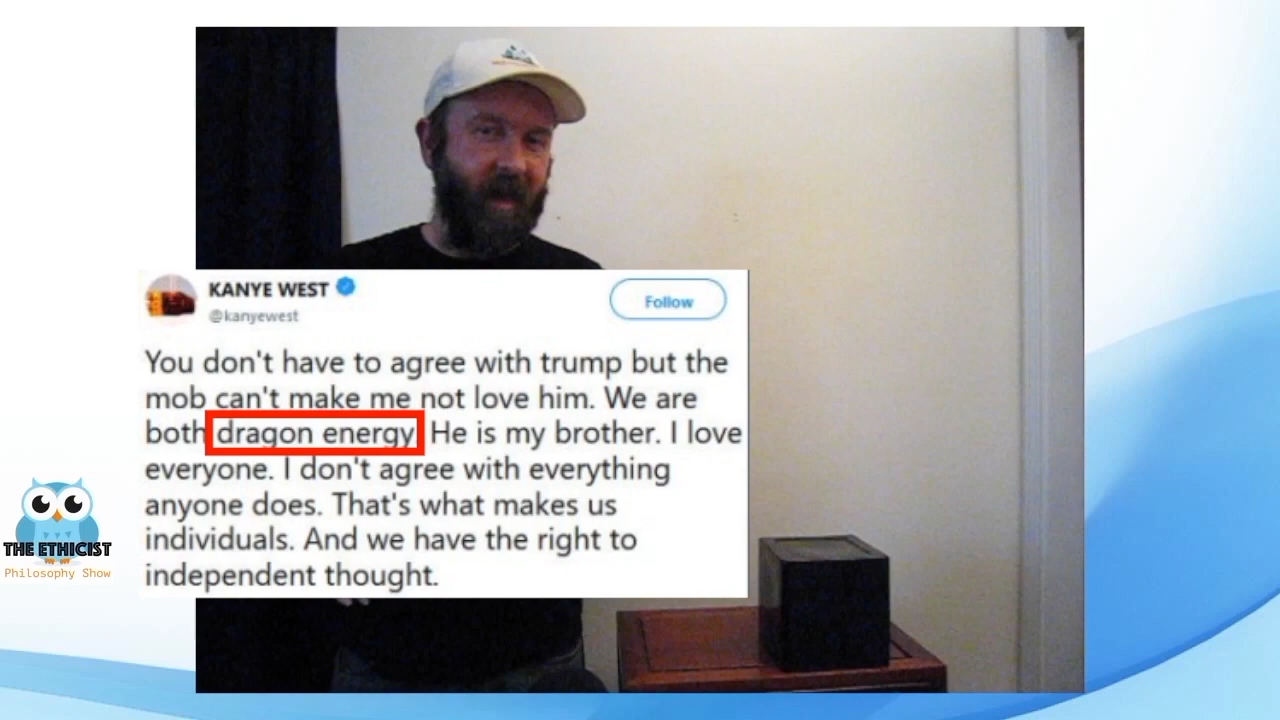 KANYE WEST
@kanyewest
Follow
You don't have to agree with trump but the
mob can't make me not love him. We are
both dragon energy. He is my brother. I love
everyone. I don't agree with everything
anyone does. That's what makes us
individuals. And we have the right to
independent thought.
THE ETHICIST
Philosophy Show